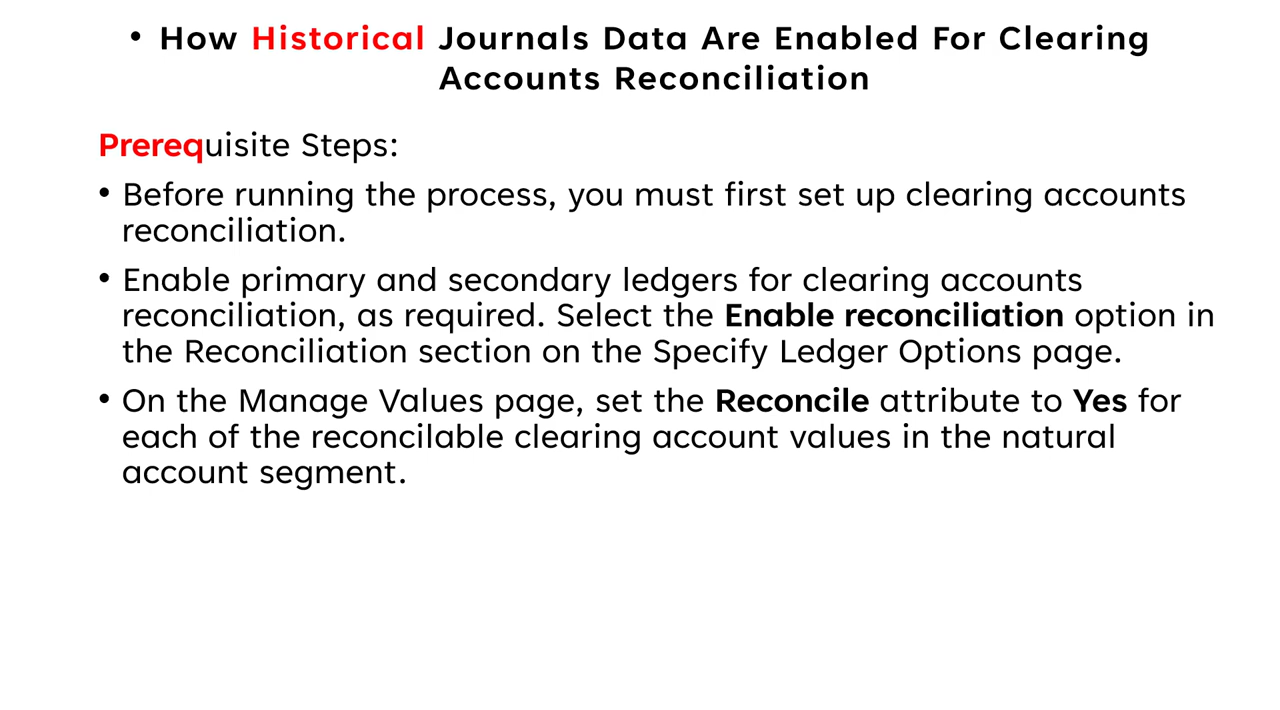 • How Historical Journals Data Are Enabled For Clearing
Accounts Reconciliation
Prerequisite Steps:
• Before running the process, you must first set up clearing accounts
reconciliation.
• Enable primary and secondary ledgers for clearing accounts
reconciliation, as required. Select the Enable reconciliation option in
the Reconciliation section on the Specify Ledger Options page.
• On the Manage Values page, set the Reconcile attribute to Yes for
each of the reconcilable clearing account values in the natural
account segment.